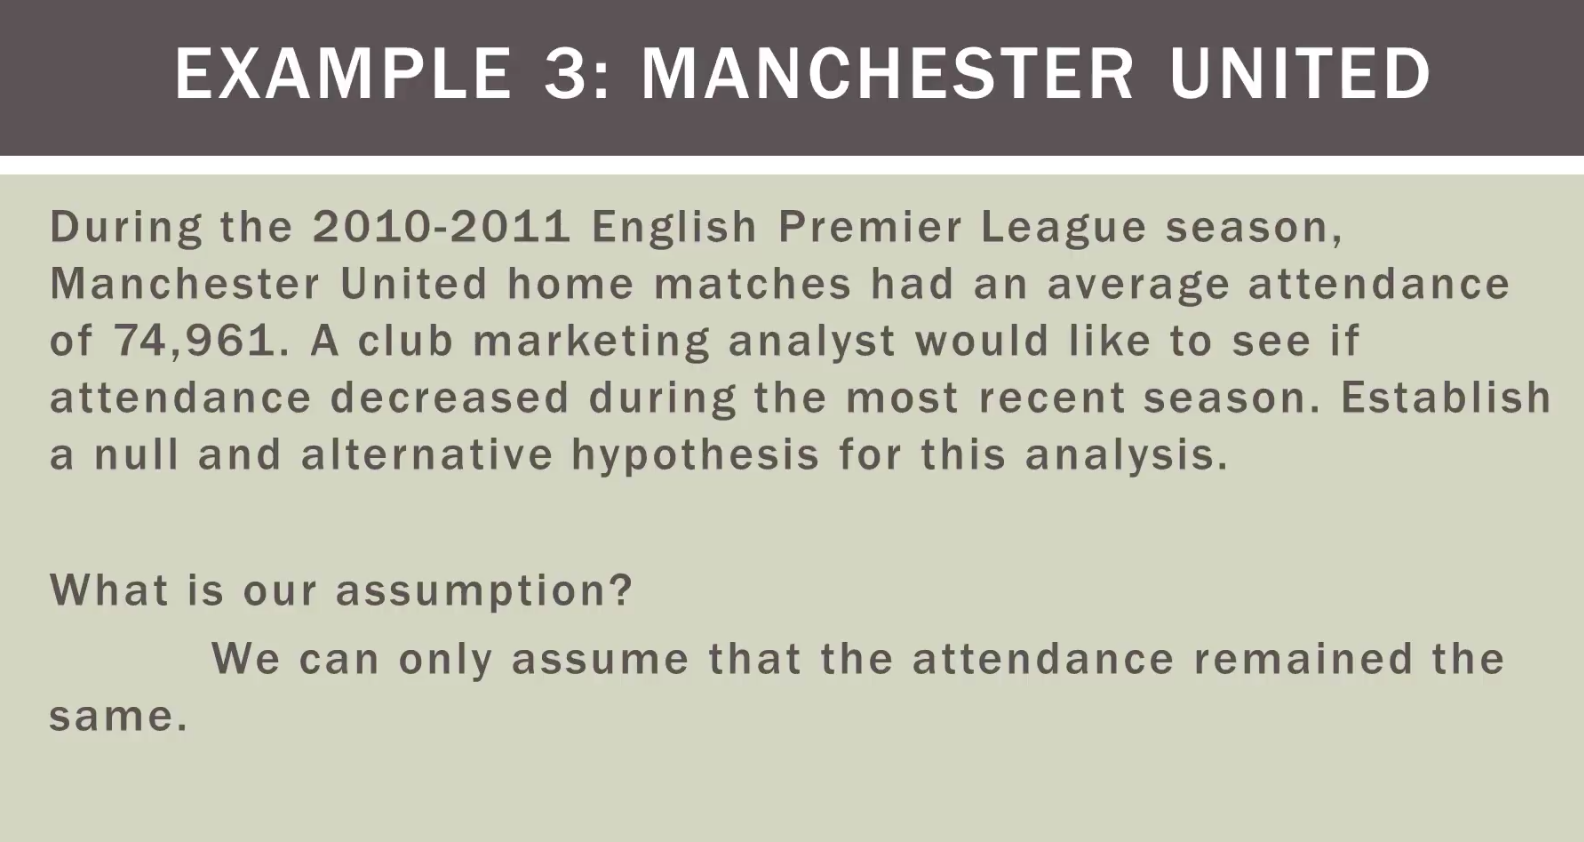 EXAMPLE 3: MANCHESTER UNITED
During the 2010-2011 English Premier League season,
Manchester United home matches had an average attendance
of 74,961. A club marketing analyst would like to see if
attendance decreased during the most recent season. Establish
a null and alternative hypothesis for this analysis.
What is our assumption?
We can only assume that the attendance remained the
same.